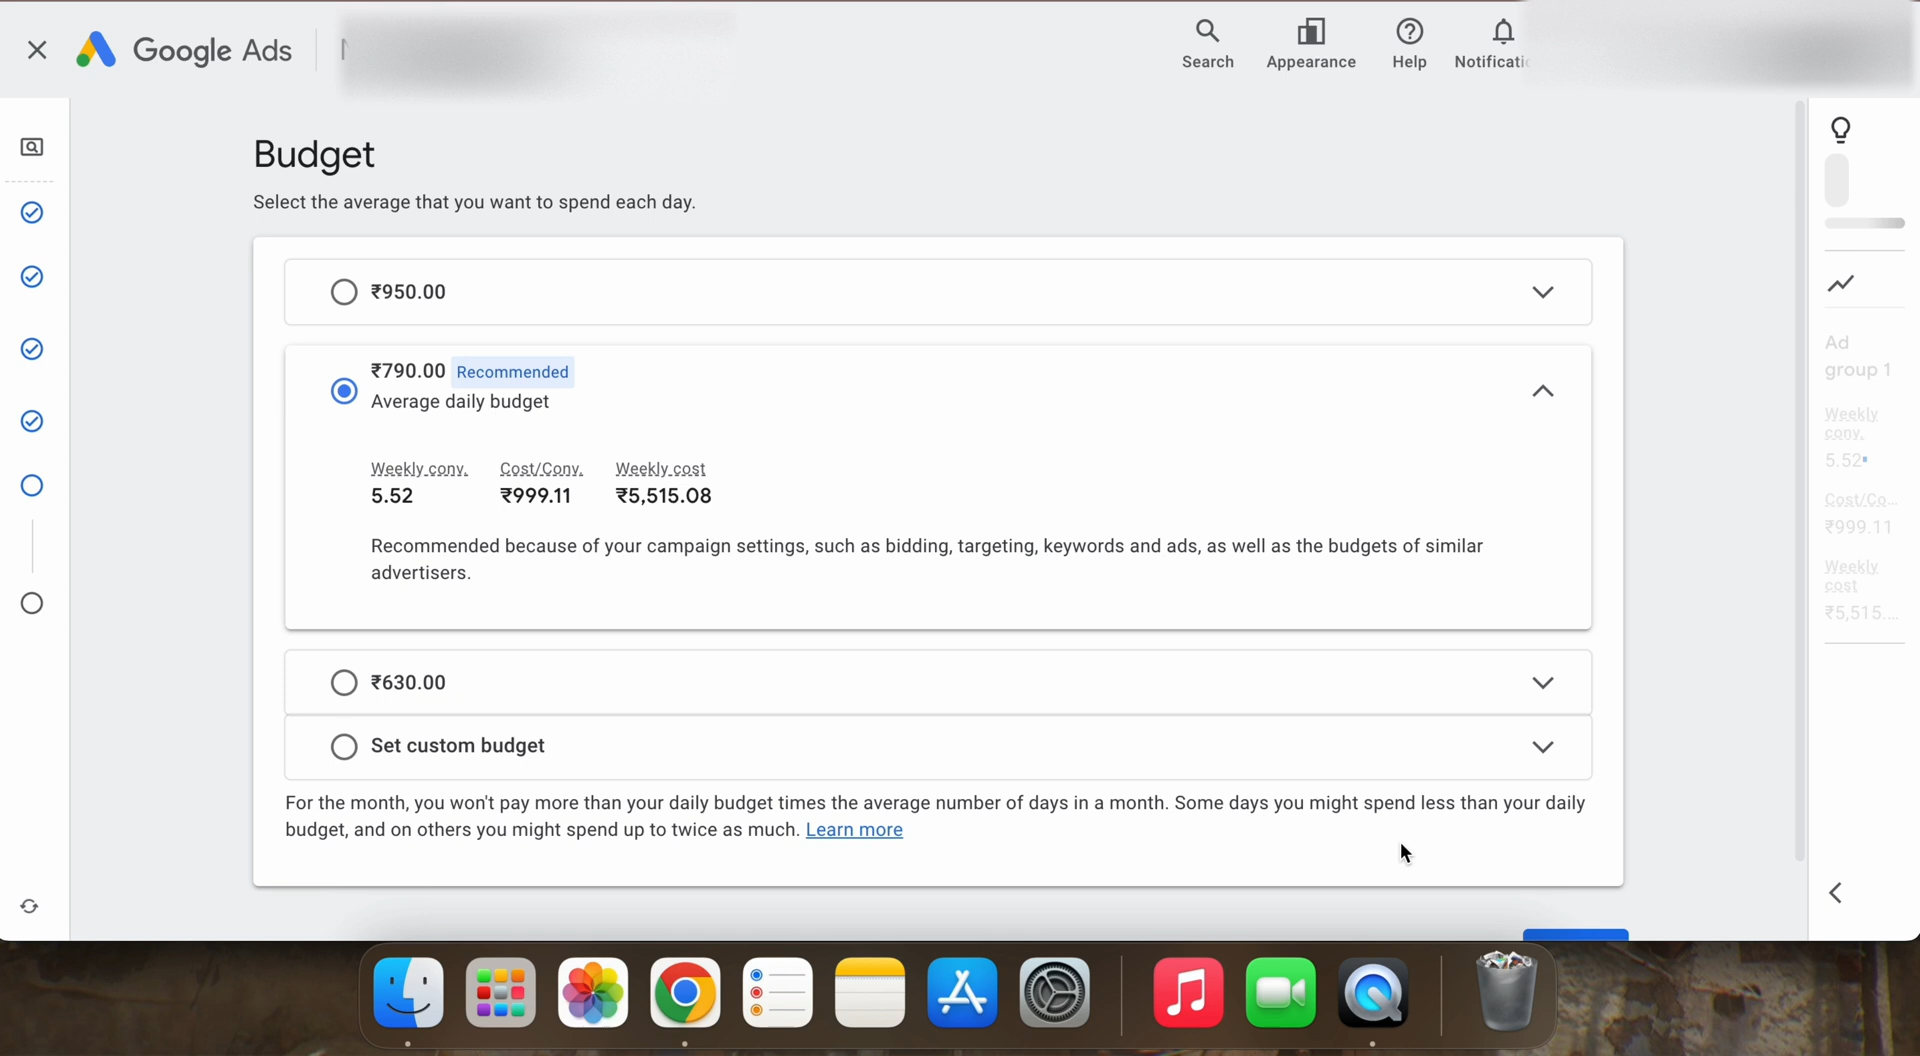 Google Ads
Search
Appearance
Help
Budget
Select the average that you want to spend each day.
₹950.00
₹790.00 Recommended
Average daily budget
Weekly conv. Cost/Conv. Weekly cost
5.52 ₹999.11 ₹5,515.08
Recommended because of your campaign settings, such as bidding, targeting, keywords and ads, as well as the budgets of similar
advertisers.
₹630.00
Set custom budget
For the month, you won't pay more than your daily budget times the average number of days in a month. Some days you might spend less than your daily
budget, and on others you might spend up to twice as much. Learn more
Ad
group 1
Weekly
conv.
5.52
Cost/Co...
₹999.11
Weekly
cost
₹5,515....